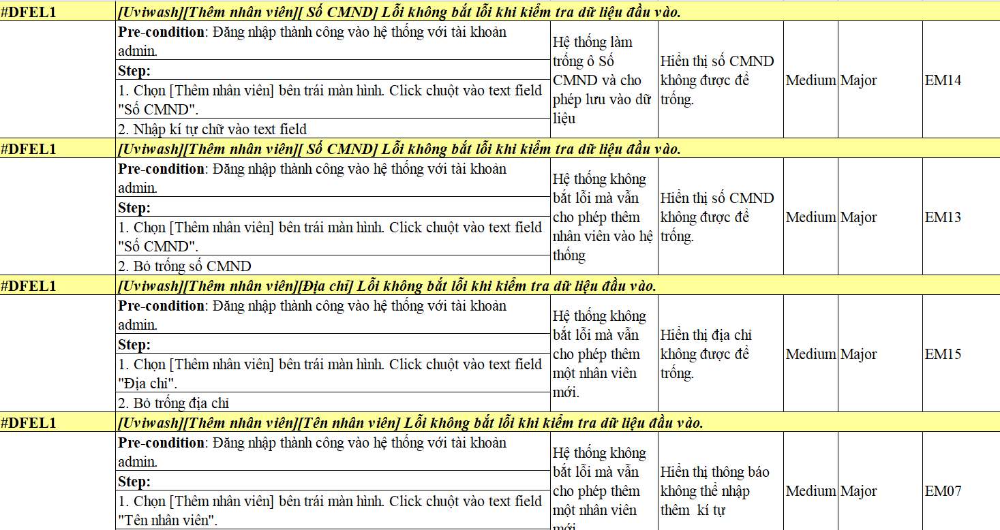 #DFEL1 [Uviwash][Thêm nhân viên][ Số CMND] Lỗi không bắt lỗi khi kiểm tra dữ liệu đầu vào.
Pre-condition: Đăng nhập thành công vào hệ thống với tài khoản
admin.
Step:
1. Chọn [Thêm nhân viên] bên trái màn hình. Click chuột vào text field
"Số CMND".
2. Nhập kí tự chữ vào text field
Hệ thống làm
trống ô Số
CMND và cho
phép lưu vào dữ
liệu
Hiển thị số CMND
không được để
trống.
Medium
Major
EM14
#DFEL1 [Uviwash][Thêm nhân viên][ Số CMND] Lỗi không bắt lỗi khi kiểm tra dữ liệu đầu vào.
Pre-condition: Đăng nhập thành công vào hệ thống với tài khoản
admin.
Step:
1. Chọn [Thêm nhân viên] bên trái màn hình. Click chuột vào text field
"Số CMND".
2. Bỏ trống số CMND
Hệ thống không
bắt lỗi mà vẫn
cho phép thêm
nhân viên vào hệ
thống
Hiển thị số CMND
không được để
trống.
Medium
Major
EM13
#DFEL1 [Uviwash][Thêm nhân viên][Địa chỉ] Lỗi không bắt lỗi khi kiểm tra dữ liệu đầu vào.
Pre-condition: Đăng nhập thành công vào hệ thống với tài khoản
admin.
Step:
1. Chọn [Thêm nhân viên] bên trái màn hình. Click chuột vào text field
"Địa chỉ".
2. Bỏ trống địa chỉ
Hệ thống không
bắt lỗi mà vẫn
cho phép thêm
một nhân viên
mới.
Hiển thị địa chỉ
không được để
trống.
Medium
Major
EM15
#DFEL1 [Uviwash][Thêm nhân viên][Tên nhân viên] Lỗi không bắt lỗi khi kiểm tra dữ liệu đầu vào.
Pre-condition: Đăng nhập thành công vào hệ thống với tài khoản
admin.
Step:
1. Chọn [Thêm nhân viên] bên trái màn hình. Click chuột vào text field
"Tên nhân viên".
Hệ thống không
bắt lỗi mà vẫn
cho phép thêm
một nhân viên
mới
Hiển thị thông báo
không thể nhập
thêm  kí tự
Medium
Major
EM07